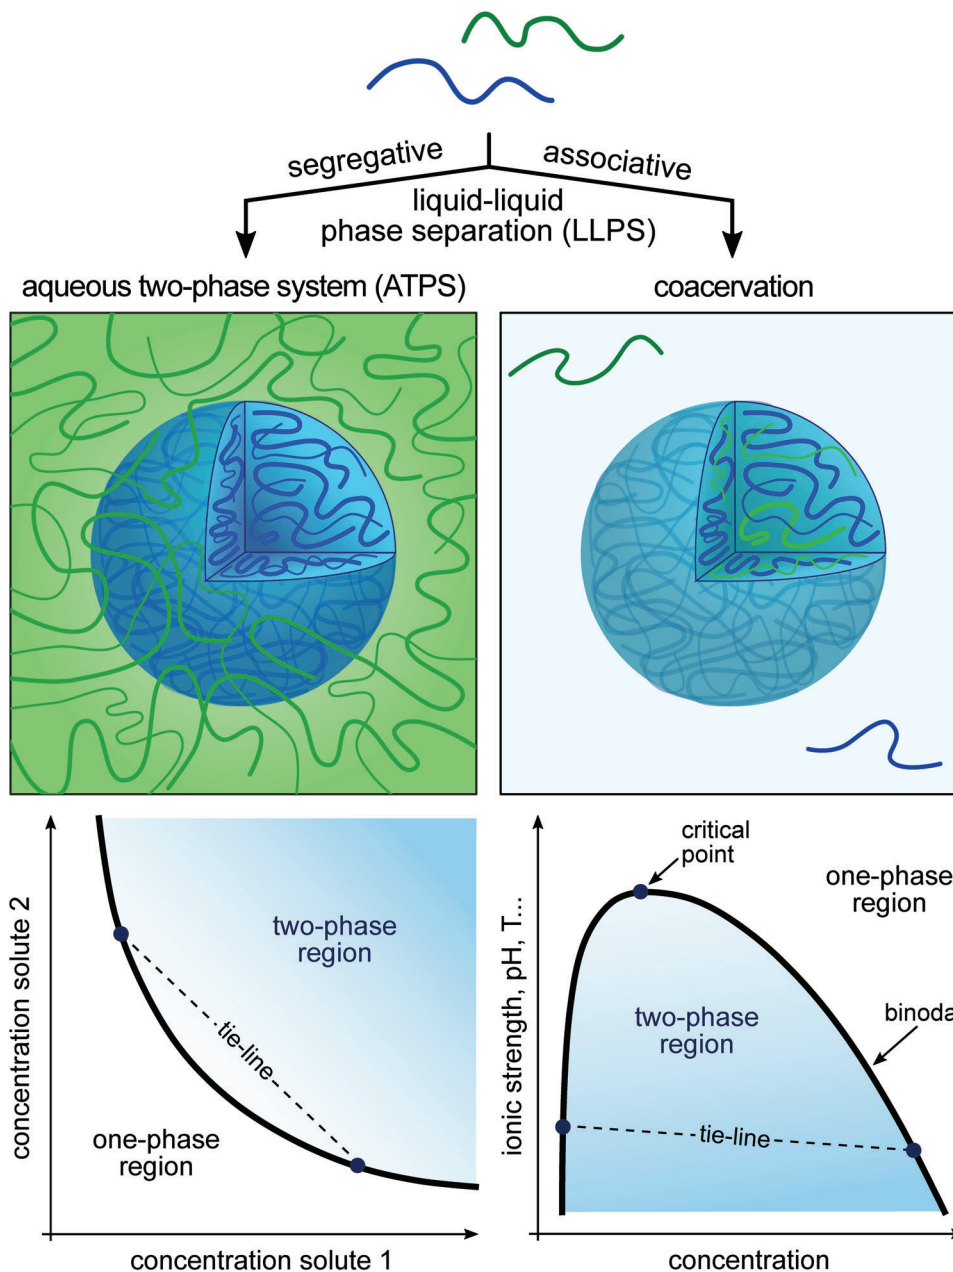 segregative
associative
liquid-liquid
phase separation (LLPS)
aqueous two-phase system (ATPS)
coacervation
concentration solute 2
two-phase
region
tie-line
one-phase
region
concentration solute 1
ionic strength, pH, T...
critical
point
one-phase
region
two-phase
region
binoda
tie-line
concentration